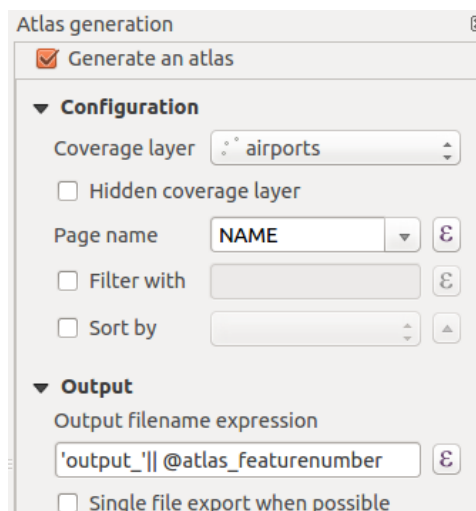 Atlas generation
Generate an atlas
Configuration
Coverage layer airports
Hidden coverage layer
Page name NAME ε
Filter with ε
Sort by
Output
Output filename expression
'output_'|| @atlas_featurenumber ε
Single file export when possible